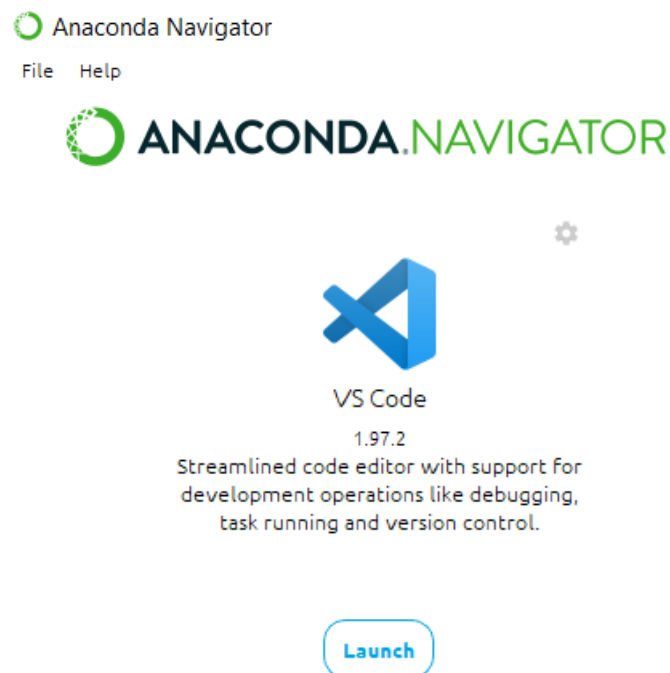 Anaconda Navigator
File Help
ANACONDA.NAVIGATOR
VS Code
1.97.2
Streamlined code editor with support for
development operations like debugging,
task running and version control.
Launch